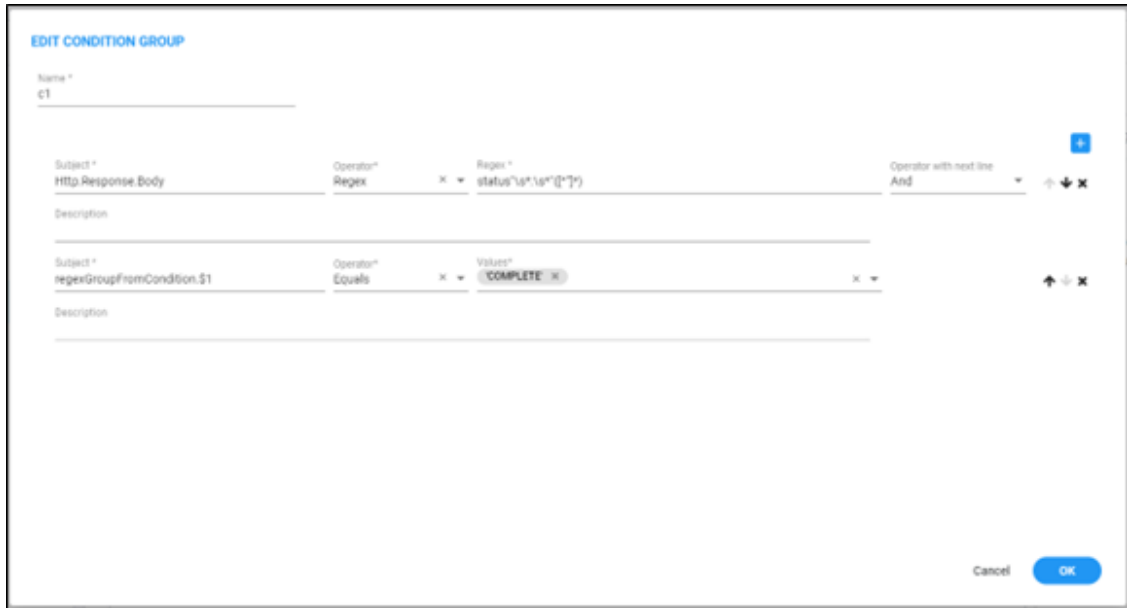 EDIT CONDITION GROUP
Name *
c1
Subject * Operator* Regex * Operator with next line
Http.Response.Body Regex status"\s*:\s*"([^"]*) And
Description
Subject * Operator* Values*
regexGroupFromCondition.$1 Equals 'COMPLETE'
Description
Cancel OK